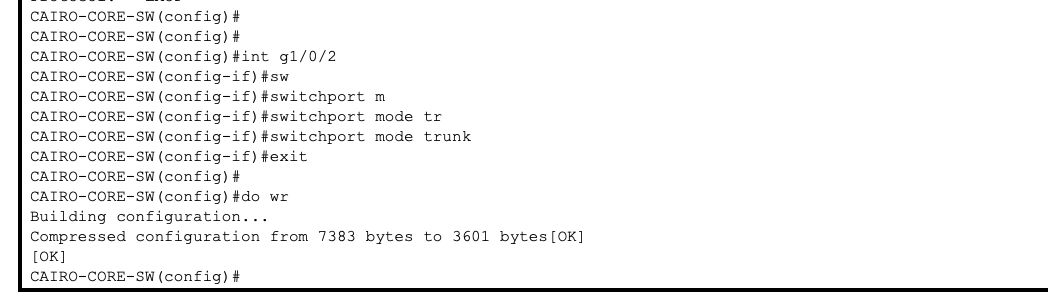 CAIRO-CORE-SW(config)#
CAIRO-CORE-SW(config)#
CAIRO-CORE-SW(config)#int g1/0/2
CAIRO-CORE-SW(config-if)#sw
CAIRO-CORE-SW(config-if)#switchport m
CAIRO-CORE-SW(config-if)#switchport mode tr
CAIRO-CORE-SW(config-if)#switchport mode trunk
CAIRO-CORE-SW(config-if)#exit
CAIRO-CORE-SW(config)#
CAIRO-CORE-SW(config)#do wr
Building configuration...
Compressed configuration from 7383 bytes to 3601 bytes[OK]
[OK]
CAIRO-CORE-SW(config)#